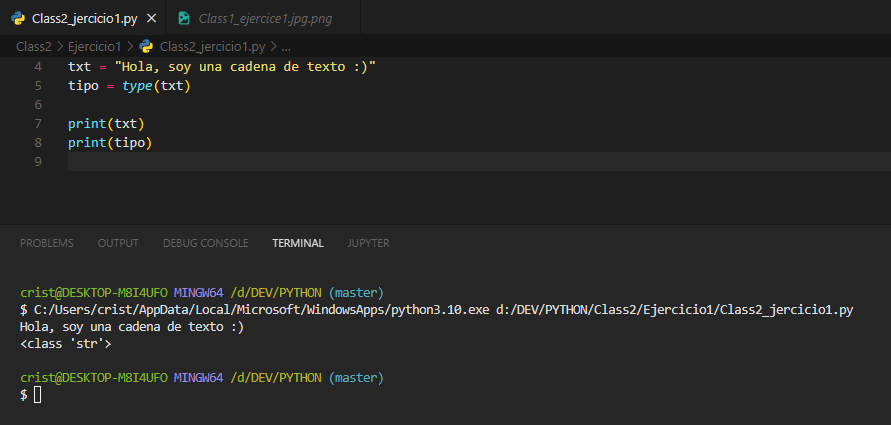 Class2_jercicio1.py × Class1_ejercice1.jpg.png
Class2 > Ejercicio1 > Class2_jercicio1.py > ...
4 txt = "Hola, soy una cadena de texto :)"
5 tipo = type(txt)
6
7 print(txt)
8 print(tipo)
9
PROBLEMS OUTPUT DEBUG CONSOLE TERMINAL JUPYTER
crist@DESKTOP-M8I4UFO MINGW64 /d/DEV/PYTHON (master)
$ C:/Users/crist/AppData/Local/Microsoft/WindowsApps/python3.10.exe d:/DEV/PYTHON/Class2/Ejercicio1/Class2_jercicio1.py
Hola, soy una cadena de texto :)
<class 'str'>
crist@DESKTOP-M8I4UFO MINGW64 /d/DEV/PYTHON (master)
$